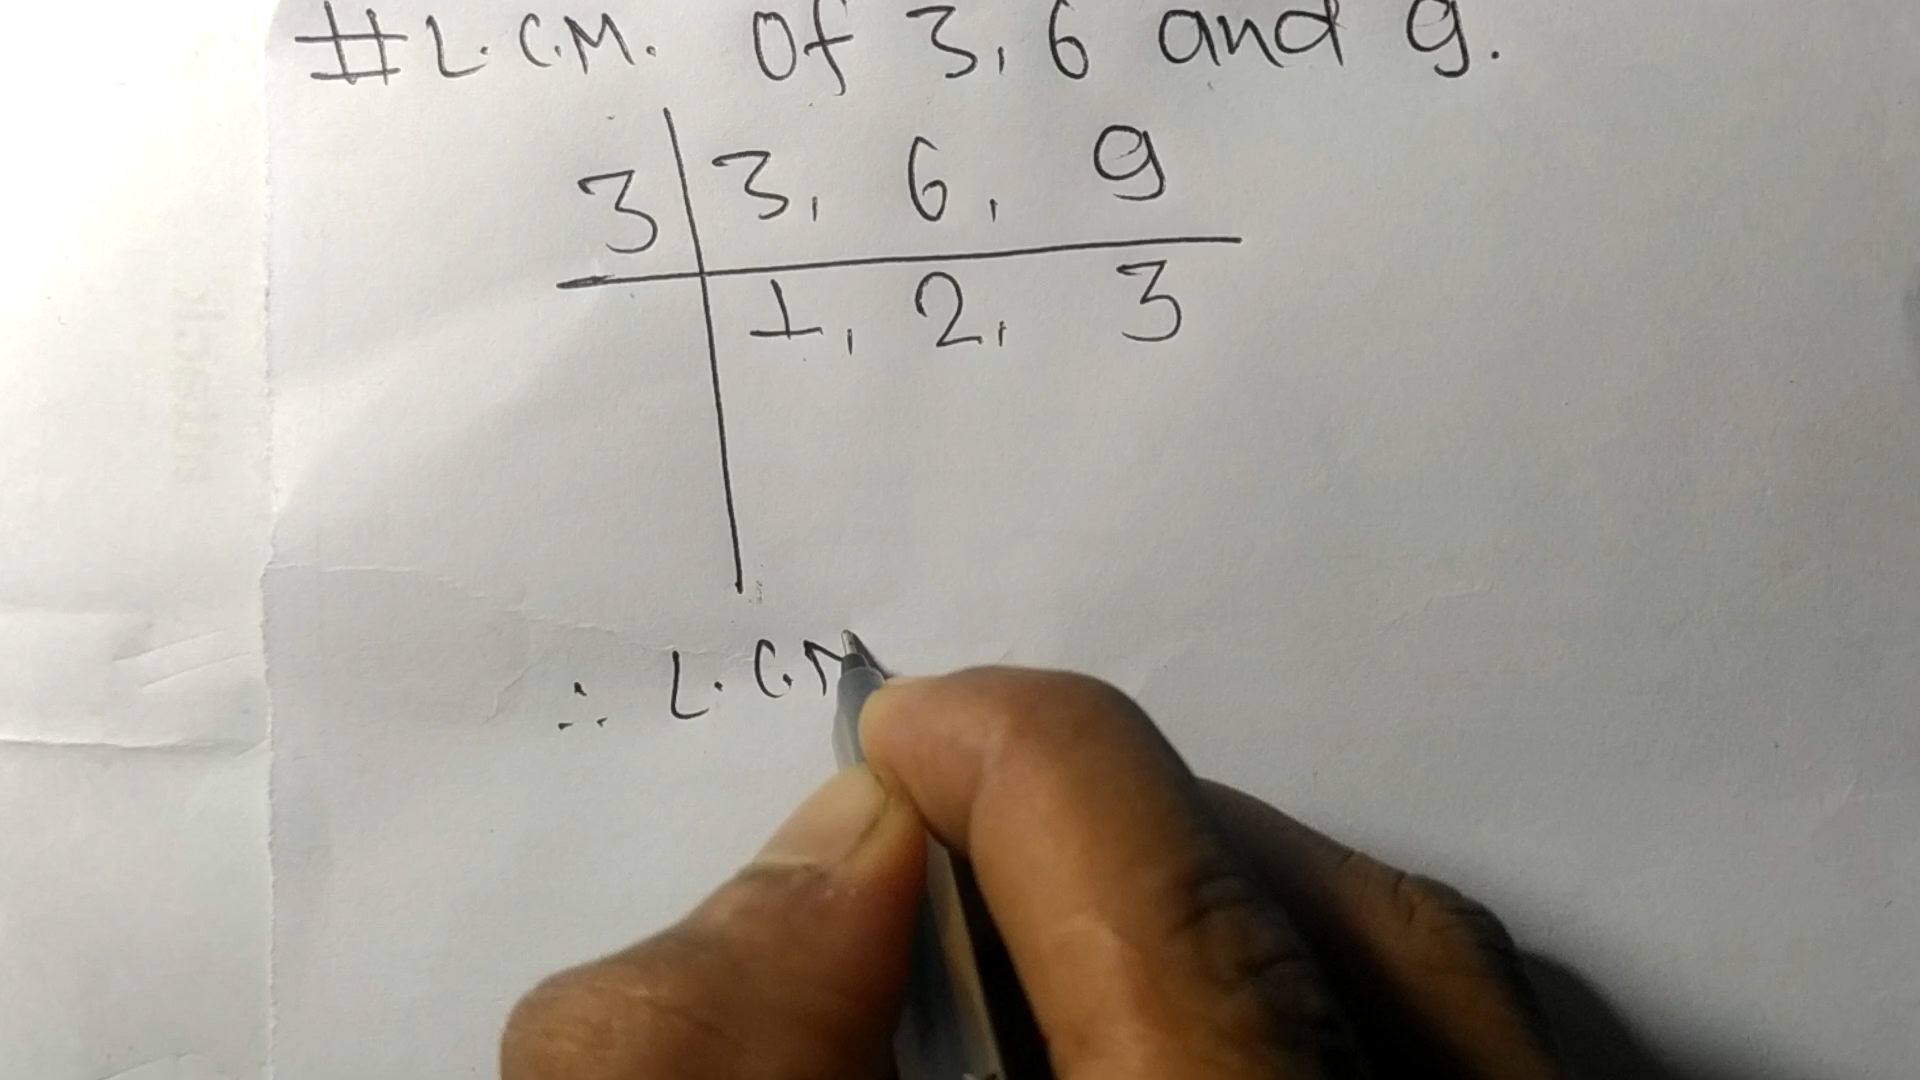 #L.C.M. of 3, 6 and 9.
3 | 3, 6, 9
1, 2, 3
∴ L.C.M